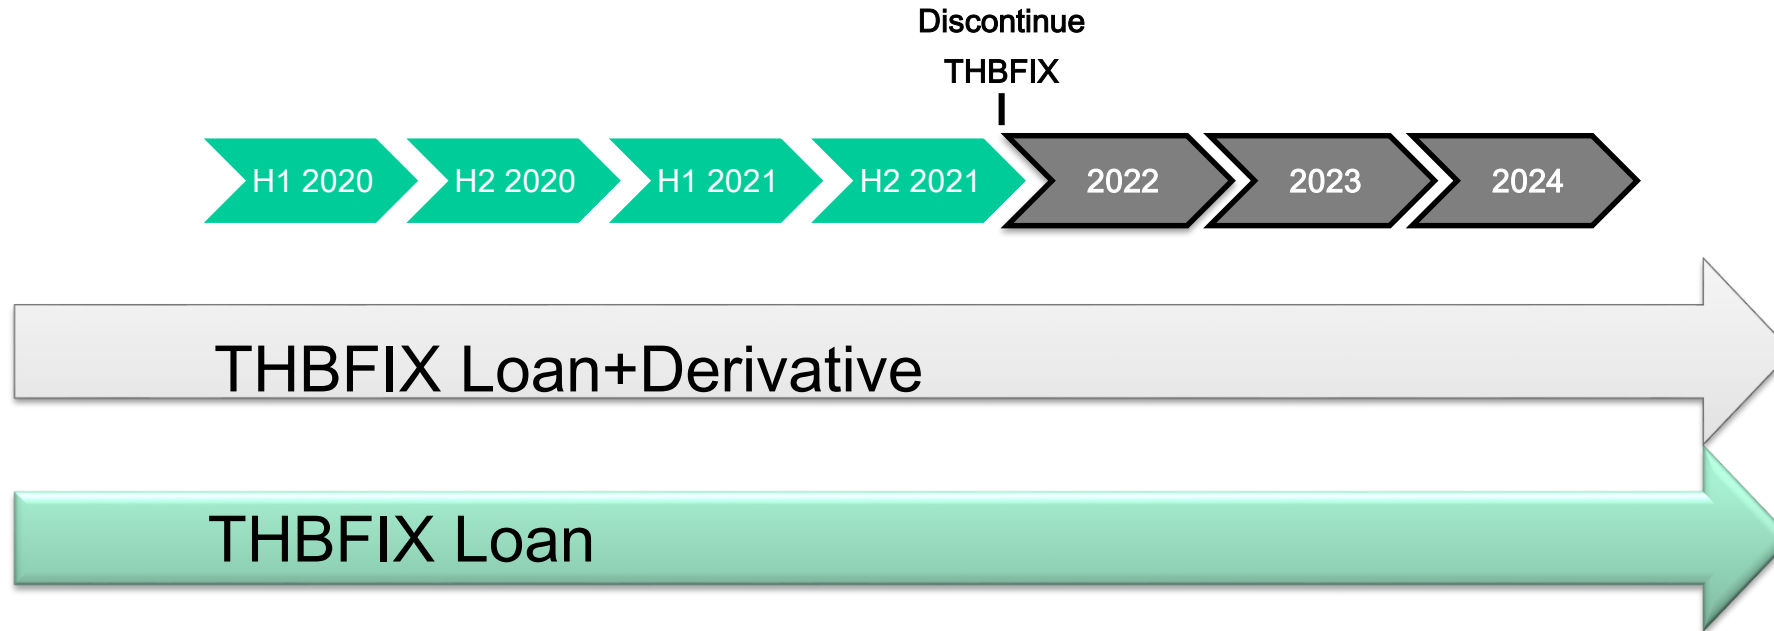 Discontinue
THBFIX
H1 2020 H2 2020 H1 2021 H2 2021 2022 2023 2024
THBFIX Loan+Derivative
THBFIX Loan